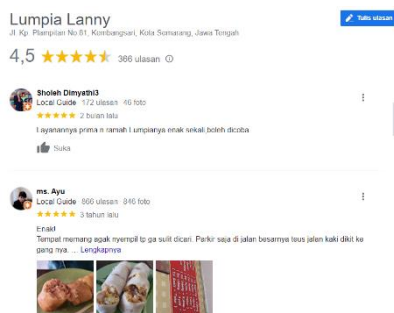 Lumpia Lanny
Tulis ulasan
Jl. Kp. Plampitan No.81, Kembangsari, Kota Semarang, Jawa Tengah
4,5 366 ulasan
Sholeh Dimyathi3
Local Guide 172 ulasan 46 foto
2 bulan lalu
Layanannya prima n ramah Lumpianya enak sekali,boleh dicoba
Suka
ms. Ayu
Local Guide 866 ulasan 846 foto
3 tahun lalu
Enak!
Tempat memang agak nyempil tp ga sulit dicari. Parkir saja di jalan besarnya teus jalan kaki dikit ke
gang nya. ... Lengkapnya